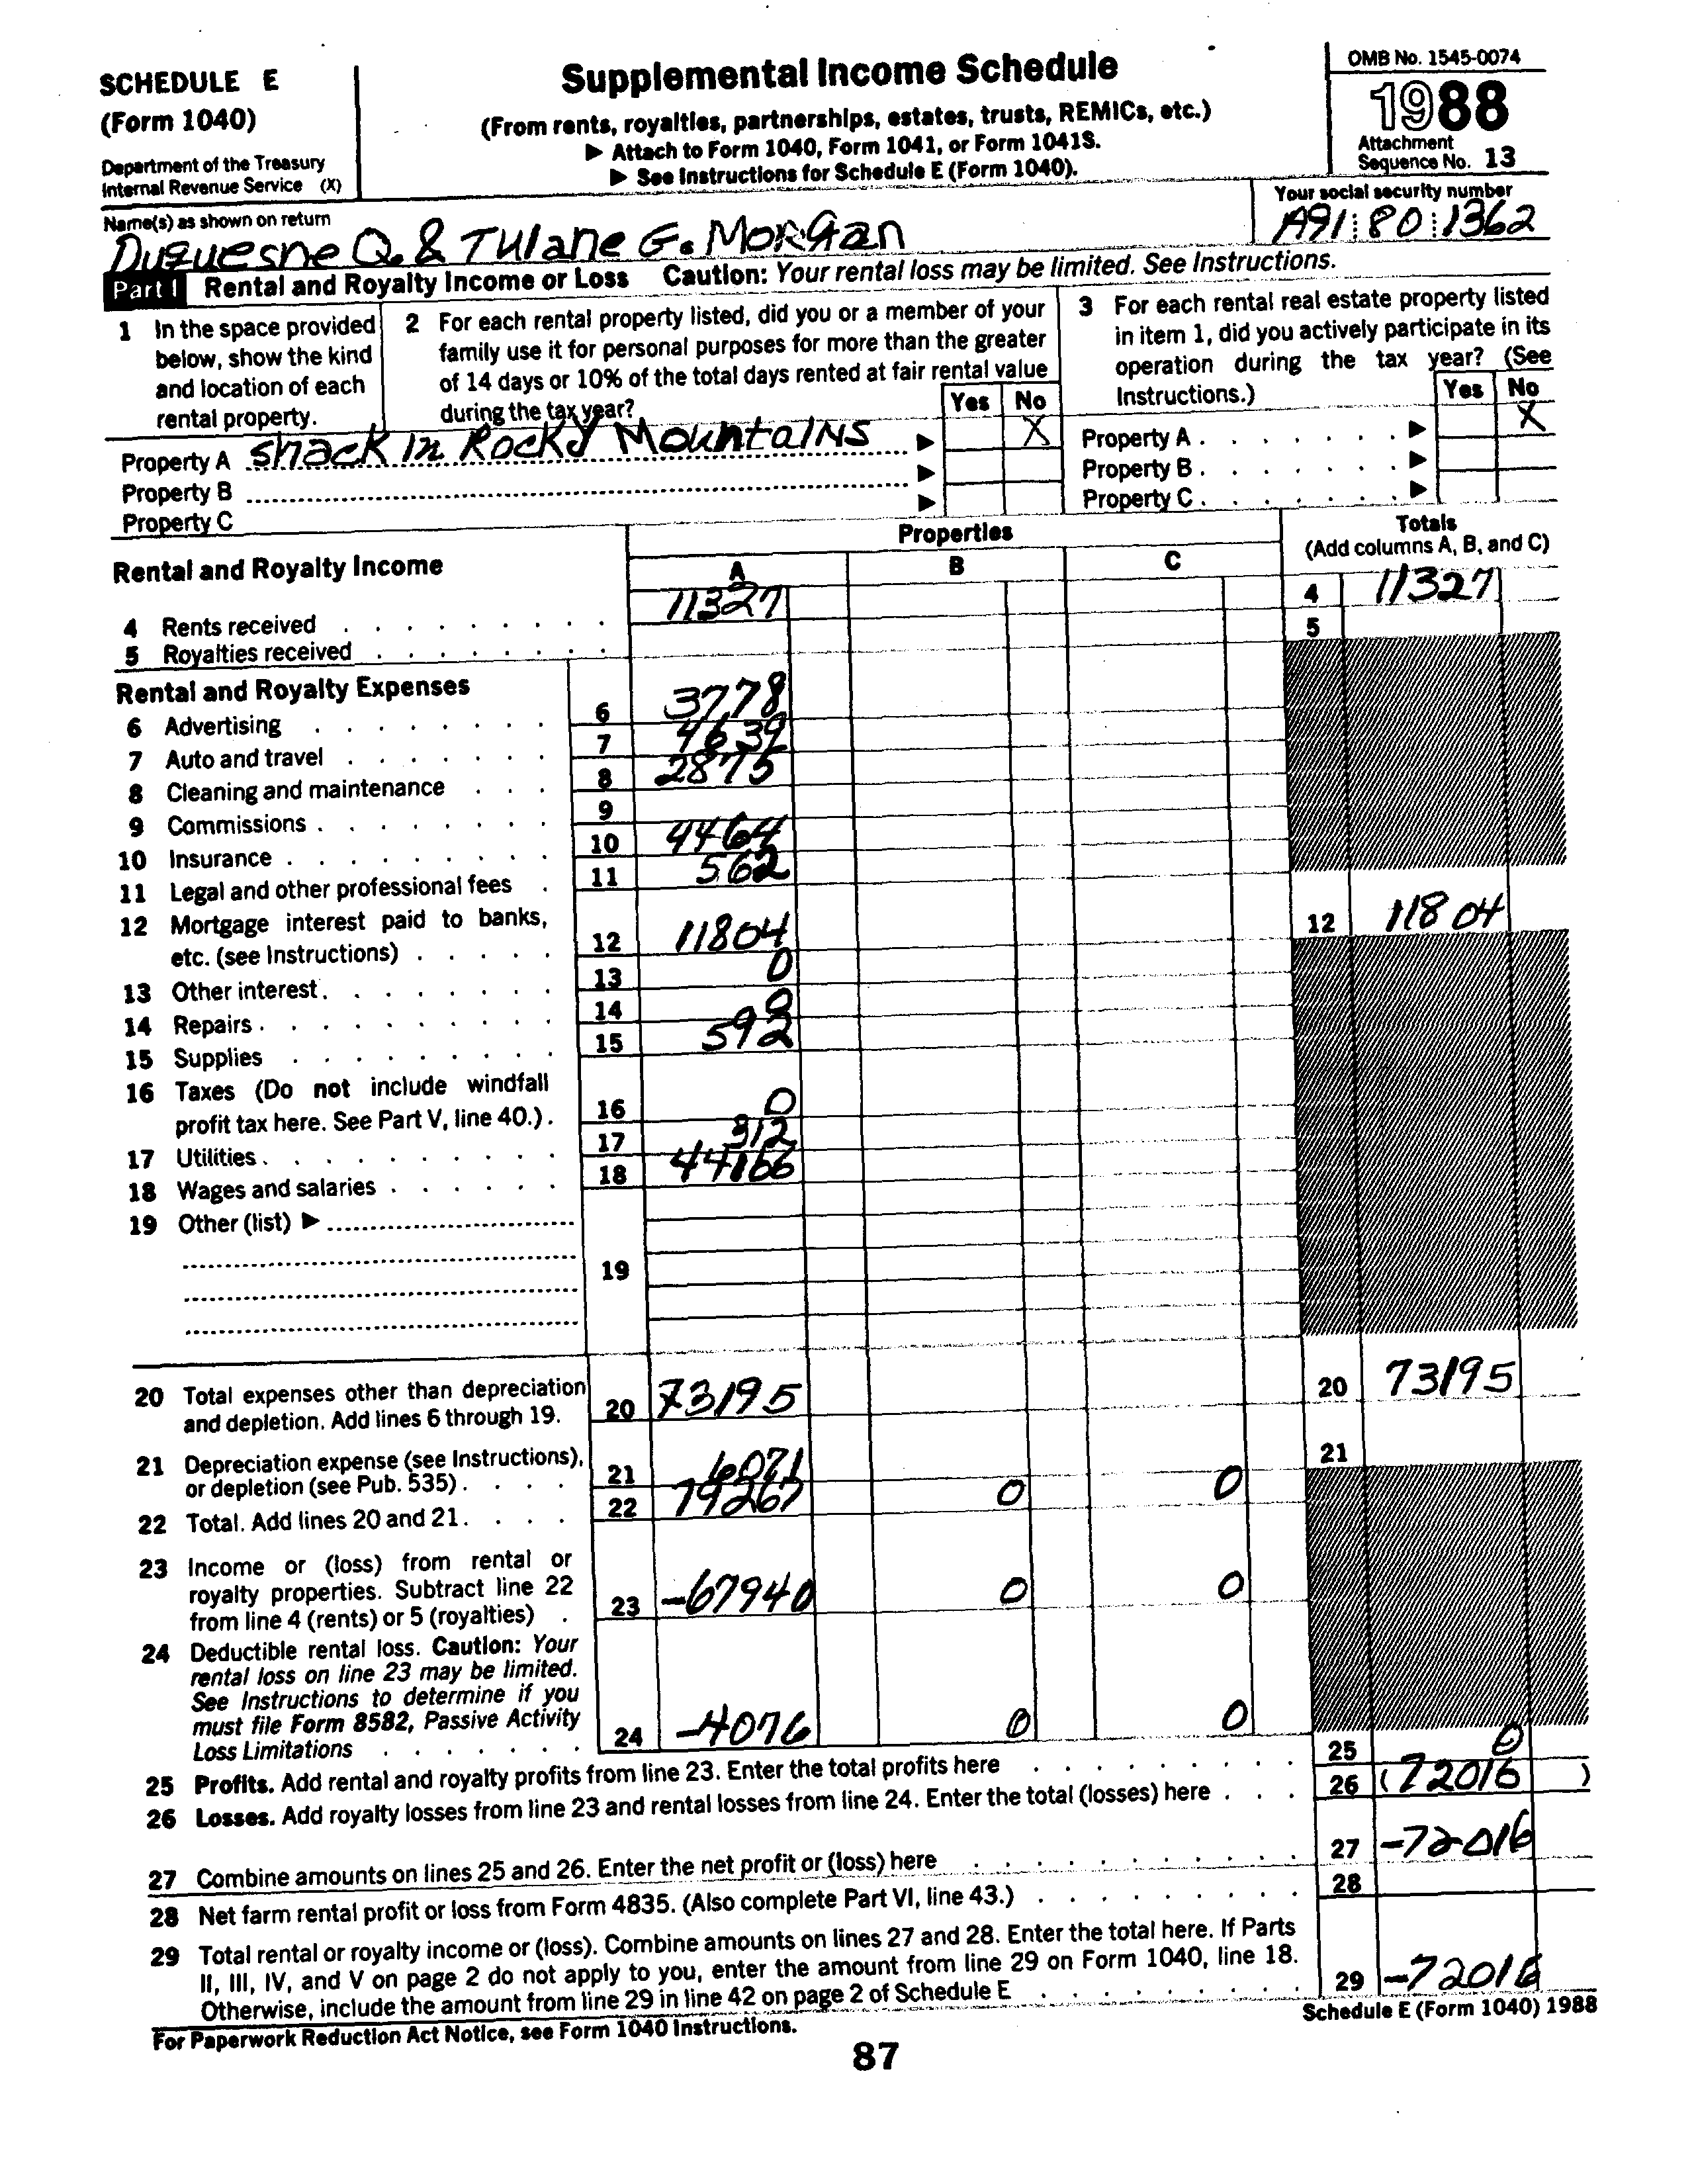 SCHEDULE E
(Form 1040)
Department of the Treasury
Internal Revenue Service (X)
Supplemental Income Schedule
(From rents, royalties, partnerships, estates, trusts, REMICs, etc.)
▶ Attach to Form 1040, Form 1041, or Form 1041S.
▶ See Instructions for Schedule E (Form 1040).
OMB No. 1545-0074
1988
Attachment
Sequence No. 13
Name(s) as shown on return
Duquesne Q. & Tulane G. Morgan
Your social security number
A91 80 1362
Part I Rental and Royalty Income or Loss Caution: Your rental loss may be limited. See Instructions.
1 In the space provided
below, show the kind
and location of each
rental property.
2 For each rental property listed, did you or a member of your
family use it for personal purposes for more than the greater
of 14 days or 10% of the total days rented at fair rental value
during the tax year?
Yes No
3 For each rental real estate property listed
in item 1, did you actively participate in its
operation during the tax year? (See
Instructions.)
Yes No
Property A Shack in Rocky Mountains ▶ X
Property B ▶
Property C ▶
Property A ▶ X
Property B ▶
Property C ▶
Rental and Royalty Income
Properties
A B C
Totals
(Add columns A, B, and C)
4 Rents received 11327 4 11327
5 Royalties received 5
Rental and Royalty Expenses
6 Advertising 6 3778
7 Auto and travel 7 4639
8 Cleaning and maintenance 8 2875
9 Commissions 9
10 Insurance 10 4464
11 Legal and other professional fees 11 562
12 Mortgage interest paid to banks,
etc. (see Instructions) 12 11804 12 11804
13 Other interest 13 0
14 Repairs 14 0
15 Supplies 15 592
16 Taxes (Do not include windfall
profit tax here. See Part V, line 40.) 16 0
17 Utilities 17 312
18 Wages and salaries 18 44166
19 Other (list) ▶
19
20 Total expenses other than depreciation
and depletion. Add lines 6 through 19. 20 73195 20 73195
21 Depreciation expense (see Instructions),
or depletion (see Pub. 535) 21 6071 21
22 Total. Add lines 20 and 21 22 79267 0 0
23 Income or (loss) from rental or
royalty properties. Subtract line 22
from line 4 (rents) or 5 (royalties) 23 -67940 0 0
24 Deductible rental loss. Caution: Your
rental loss on line 23 may be limited.
See Instructions to determine if you
must file Form 8582, Passive Activity
Loss Limitations 24 -4076 0 0
25 Profits. Add rental and royalty profits from line 23. Enter the total profits here 25 0
26 Losses. Add royalty losses from line 23 and rental losses from line 24. Enter the total (losses) here 26 (72016)
27 Combine amounts on lines 25 and 26. Enter the net profit or (loss) here 27 -72016
28 Net farm rental profit or loss from Form 4835. (Also complete Part VI, line 43.) 28
29 Total rental or royalty income or (loss). Combine amounts on lines 27 and 28. Enter the total here. If Parts
II, III, IV, and V on page 2 do not apply to you, enter the amount from line 29 on Form 1040, line 18.
Otherwise, include the amount from line 29 in line 42 on page 2 of Schedule E 29 -72016
For Paperwork Reduction Act Notice, see Form 1040 Instructions.
Schedule E (Form 1040) 1988
87